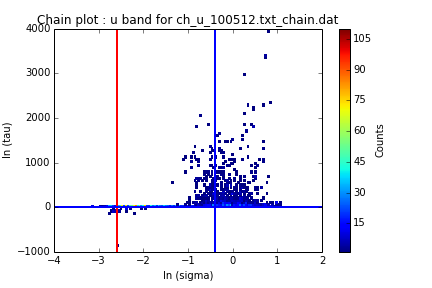 Chain plot : u band for ch_u_100512.txt_chain.dat
4000
3000
2000
1000
0
−1000
ln (tau)
−4 −3 −2 −1 0 1 2
ln (sigma)
105
90
75
60
45
30
15
Counts